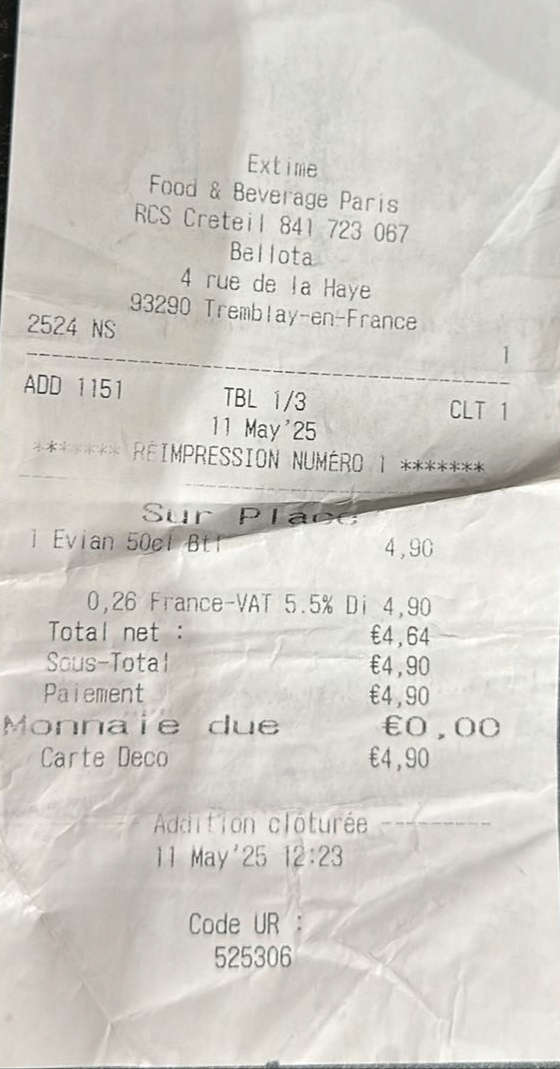 Extime
Food & Beverage Paris
RCS Creteil 841 723 067
Bellota
4 rue de la Haye
93290 Tremblay-en-France
2524 NS
1
ADD 1151 TBL 1/3 CLT 1
11 May'25
******* RÉIMPRESSION NUMÉRO 1 *******
Sur Place
1 Evian 50cl Btl 4,90
0,26 France-VAT 5.5% Di 4,90
Total net : €4,64
Sous-Total €4,90
Paiement €4,90
Monnaie due €0,00
Carte Deco €4,90
Addition clôturée ---------
11 May'25 12:23
Code UR :
525306